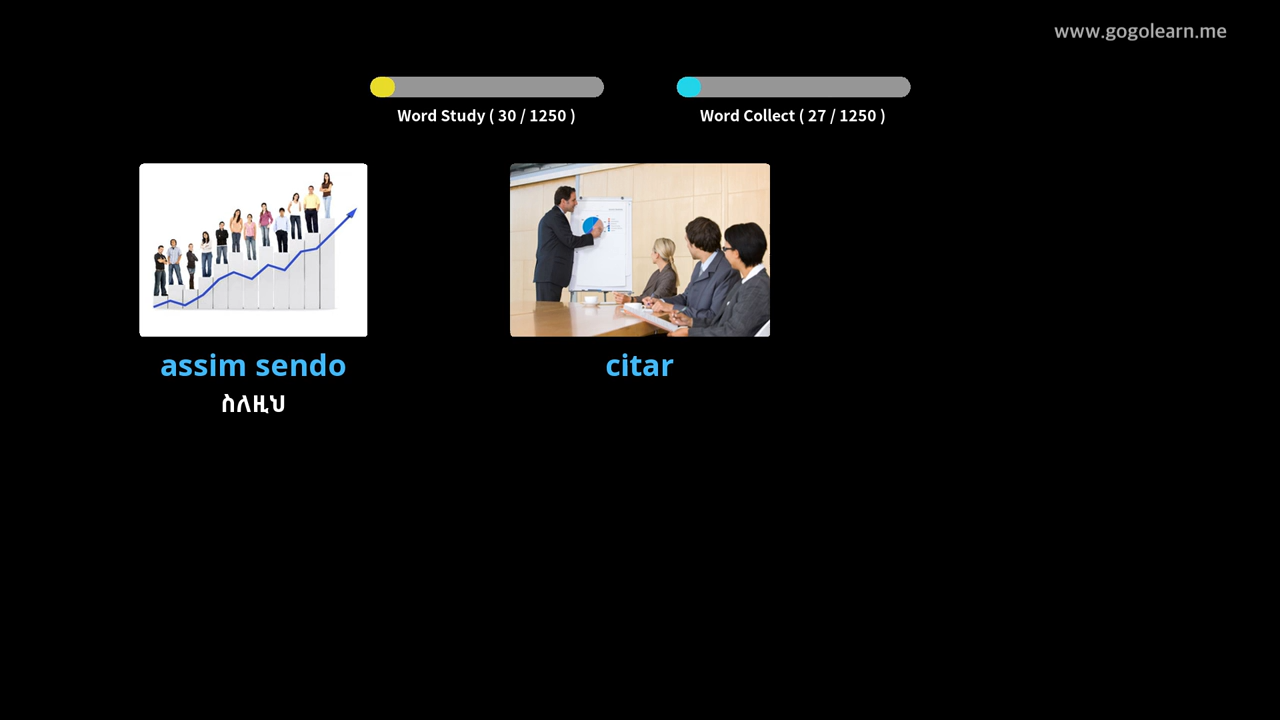 www.gogolearn.me
Word Study ( 30 / 1250 )
Word Collect ( 27 / 1250 )
assim sendo
ስለዚህ
citar